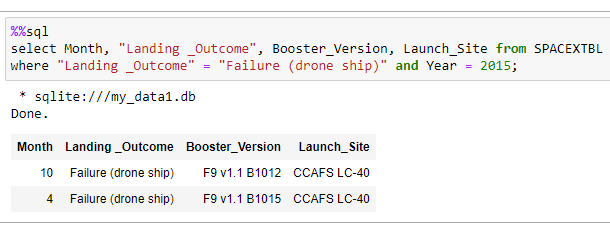 %%sql
select Month, "Landing _Outcome", Booster_Version, Launch_Site from SPACEXTBL
where "Landing _Outcome" = "Failure (drone ship)" and Year = 2015;
* sqlite:///my_data1.db
Done.
Month Landing _Outcome Booster_Version Launch_Site
10 Failure (drone ship) F9 v1.1 B1012 CCAFS LC-40
4 Failure (drone ship) F9 v1.1 B1015 CCAFS LC-40